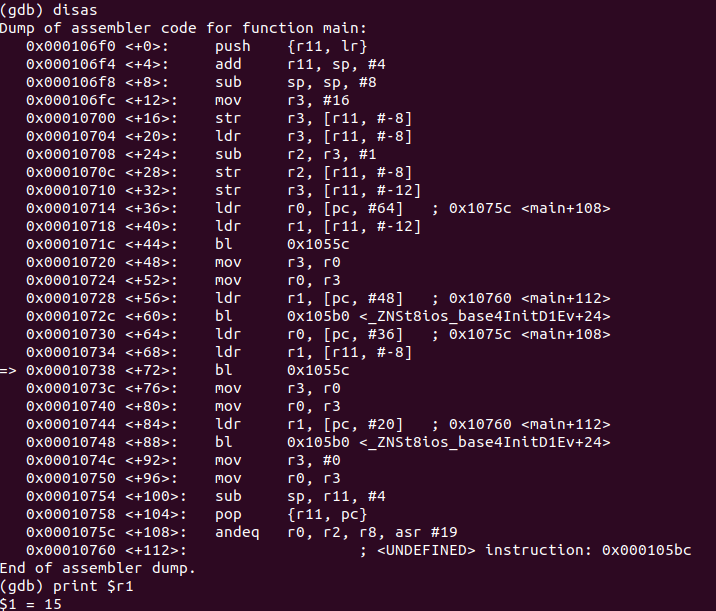 (gdb) disas
Dump of assembler code for function main:
   0x000106f0 <+0>:     push    {r11, lr}
   0x000106f4 <+4>:     add     r11, sp, #4
   0x000106f8 <+8>:     sub     sp, sp, #8
   0x000106fc <+12>:    mov     r3, #16
   0x00010700 <+16>:    str     r3, [r11, #-8]
   0x00010704 <+20>:    ldr     r3, [r11, #-8]
   0x00010708 <+24>:    sub     r2, r3, #1
   0x0001070c <+28>:    str     r2, [r11, #-8]
   0x00010710 <+32>:    str     r3, [r11, #-12]
   0x00010714 <+36>:    ldr     r0, [pc, #64]   ; 0x1075c <main+108>
   0x00010718 <+40>:    ldr     r1, [r11, #-12]
   0x0001071c <+44>:    bl      0x1055c
   0x00010720 <+48>:    mov     r3, r0
   0x00010724 <+52>:    mov     r0, r3
   0x00010728 <+56>:    ldr     r1, [pc, #48]   ; 0x10760 <main+112>
   0x0001072c <+60>:    bl      0x105b0 <_ZNSt8ios_base4InitD1Ev+24>
   0x00010730 <+64>:    ldr     r0, [pc, #36]   ; 0x1075c <main+108>
   0x00010734 <+68>:    ldr     r1, [r11, #-8]
=> 0x00010738 <+72>:    bl      0x1055c
   0x0001073c <+76>:    mov     r3, r0
   0x00010740 <+80>:    mov     r0, r3
   0x00010744 <+84>:    ldr     r1, [pc, #20]   ; 0x10760 <main+112>
   0x00010748 <+88>:    bl      0x105b0 <_ZNSt8ios_base4InitD1Ev+24>
   0x0001074c <+92>:    mov     r3, #0
   0x00010750 <+96>:    mov     r0, r3
   0x00010754 <+100>:   sub     sp, r11, #4
   0x00010758 <+104>:   pop     {r11, pc}
   0x0001075c <+108>:   andeq   r0, r2, r8, asr #19
   0x00010760 <+112>:                   ; <UNDEFINED> instruction: 0x000105bc
End of assembler dump.
(gdb) print $r1
$1 = 15